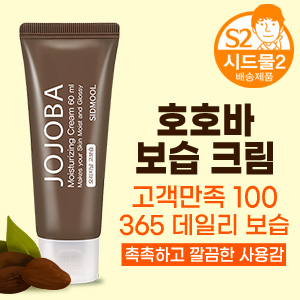 S2
시드물2
배송제품
호호바
보습 크림
고객만족 100
365 데일리 보습
촉촉하고 깔끔한 사용감
JOJOBA
Moisturizing Cream 60 ml
Makes your Skin Moist and Glossy
SIDMOOL